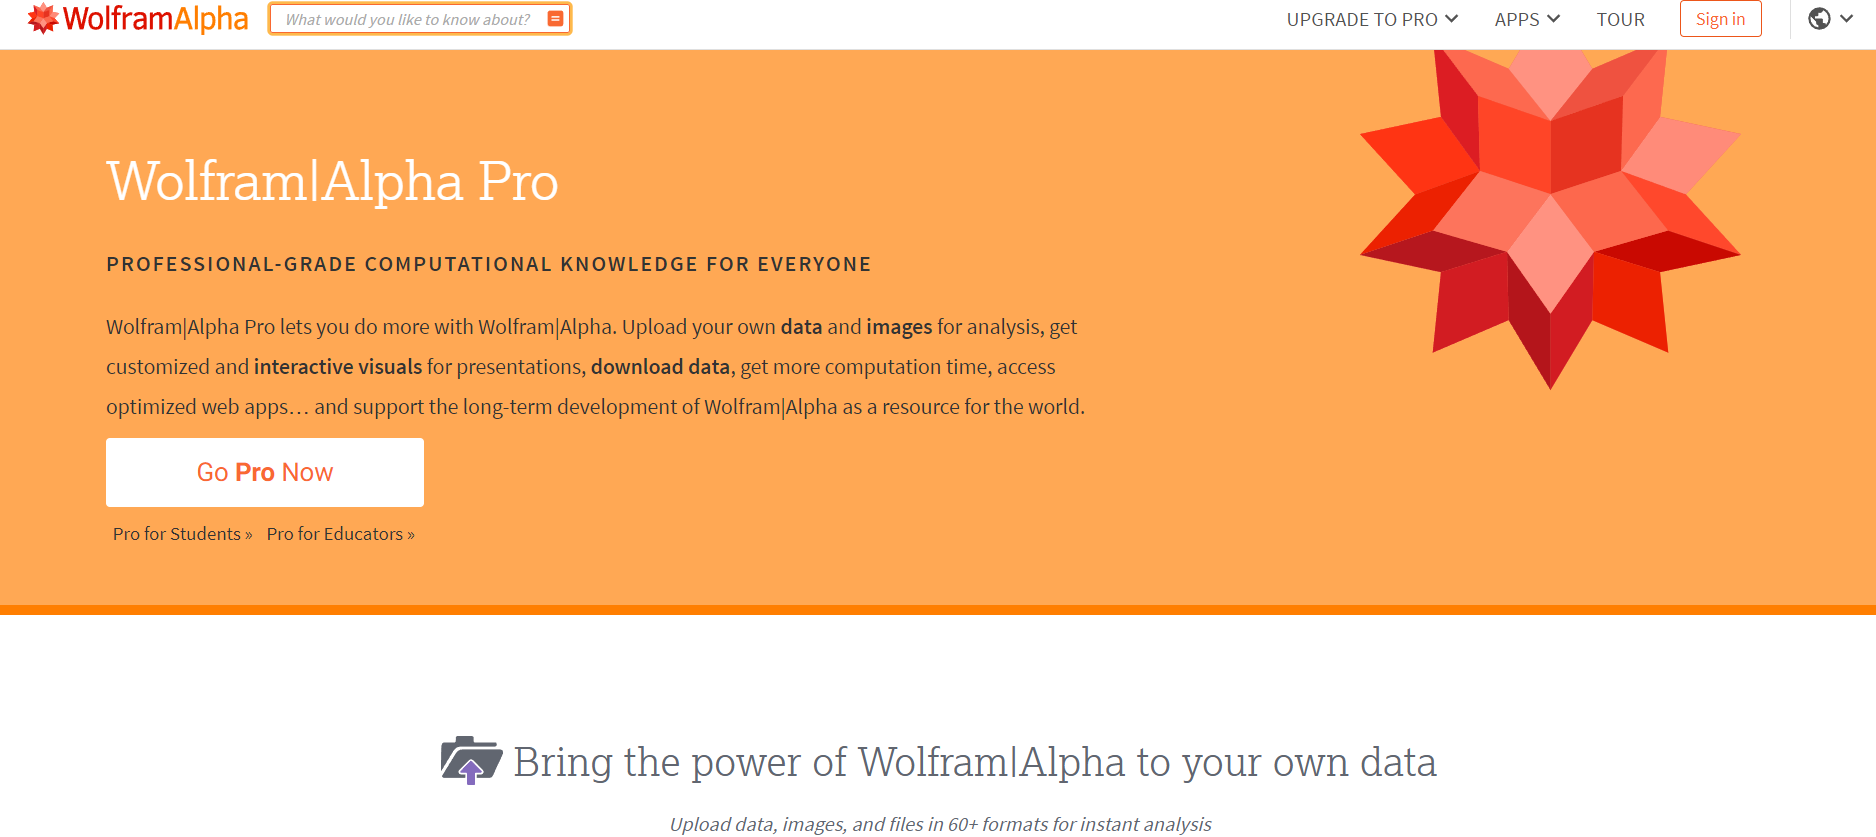 WolframAlpha What would you like to know about? UPGRADE TO PRO APPS TOUR Sign in
Wolfram|Alpha Pro
PROFESSIONAL-GRADE COMPUTATIONAL KNOWLEDGE FOR EVERYONE
Wolfram|Alpha Pro lets you do more with Wolfram|Alpha. Upload your own data and images for analysis, get
customized and interactive visuals for presentations, download data, get more computation time, access
optimized web apps… and support the long-term development of Wolfram|Alpha as a resource for the world.
Go Pro Now
Pro for Students » Pro for Educators »
Bring the power of Wolfram|Alpha to your own data
Upload data, images, and files in 60+ formats for instant analysis